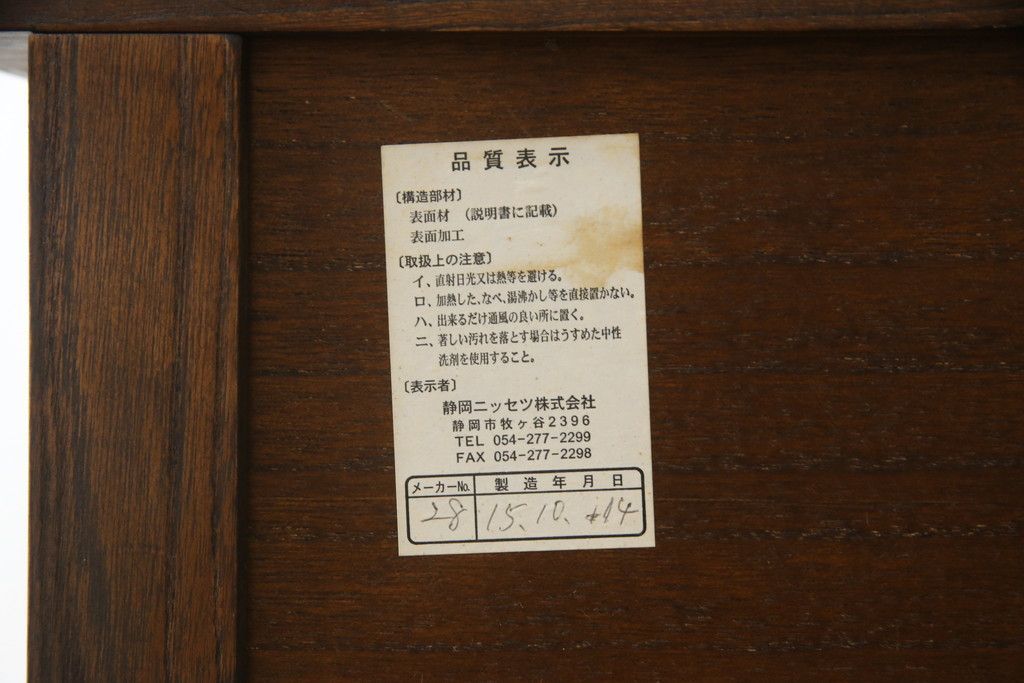 品質表示
〔構造部材〕
表面材 (説明書に記載)
表面加工
〔取扱上の注意〕
イ、直射日光又は熱等を避ける。
ロ、加熱した、なべ、湯沸かし等を直接置かない。
ハ、出来るだけ通風の良い所に置く。
ニ、著しい汚れを落とす場合はうすめた中性
洗剤を使用すること。
〔表示者〕
静岡ニッセツ株式会社
静岡市牧ヶ谷2396
TEL 054-277-2299
FAX 054-277-2298
メーカーNo. 製造年月日
28 15.10. 14